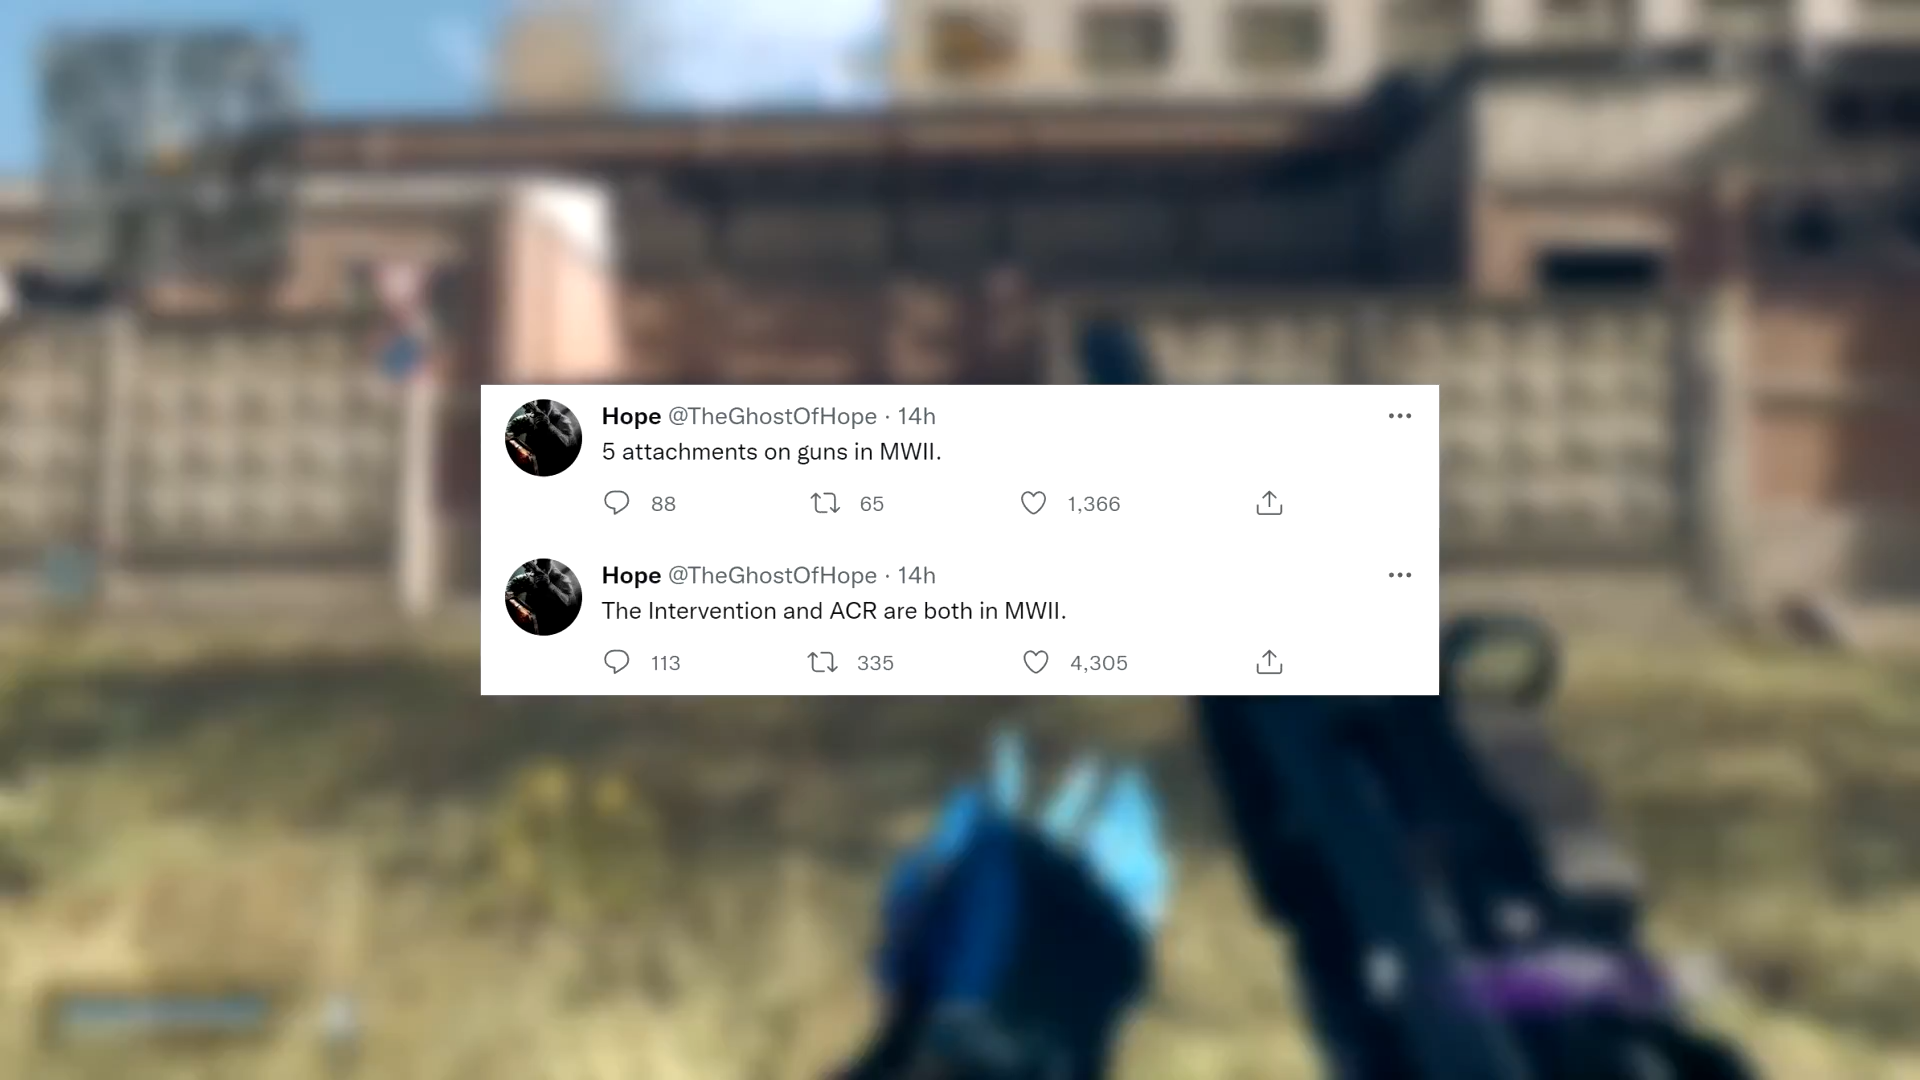 Hope @TheGhostOfHope · 14h
5 attachments on guns in MWII.
88 65 1,366
Hope @TheGhostOfHope · 14h
The Intervention and ACR are both in MWII.
113 335 4,305